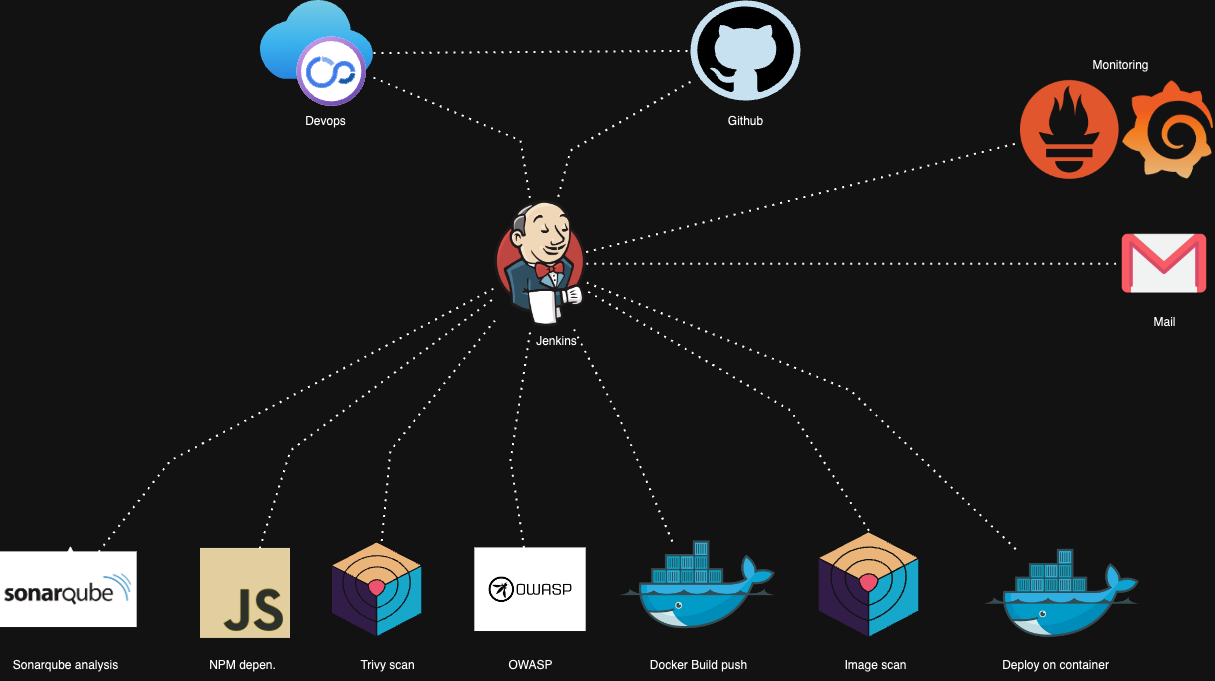 Monitoring
Devops
Github
Mail
Jenkins
sonarqube
JS
OWASP
Sonarqube analysis
NPM depen.
Trivy scan
OWASP
Docker Build push
Image scan
Deploy on container